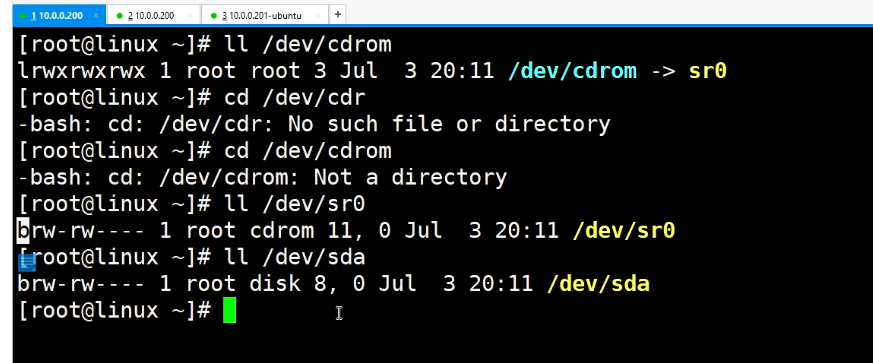 1 10.0.0.200 × 2 10.0.0.200 × 3 10.0.0.201-ubuntu × +
[root@linux ~]# ll /dev/cdrom
lrwxrwxrwx 1 root root 3 Jul  3 20:11 /dev/cdrom -> sr0
[root@linux ~]# cd /dev/cdr
-bash: cd: /dev/cdr: No such file or directory
[root@linux ~]# cd /dev/cdrom
-bash: cd: /dev/cdrom: Not a directory
[root@linux ~]# ll /dev/sr0
brw-rw---- 1 root cdrom 11, 0 Jul  3 20:11 /dev/sr0
[root@linux ~]# ll /dev/sda
brw-rw---- 1 root disk 8, 0 Jul  3 20:11 /dev/sda
[root@linux ~]#